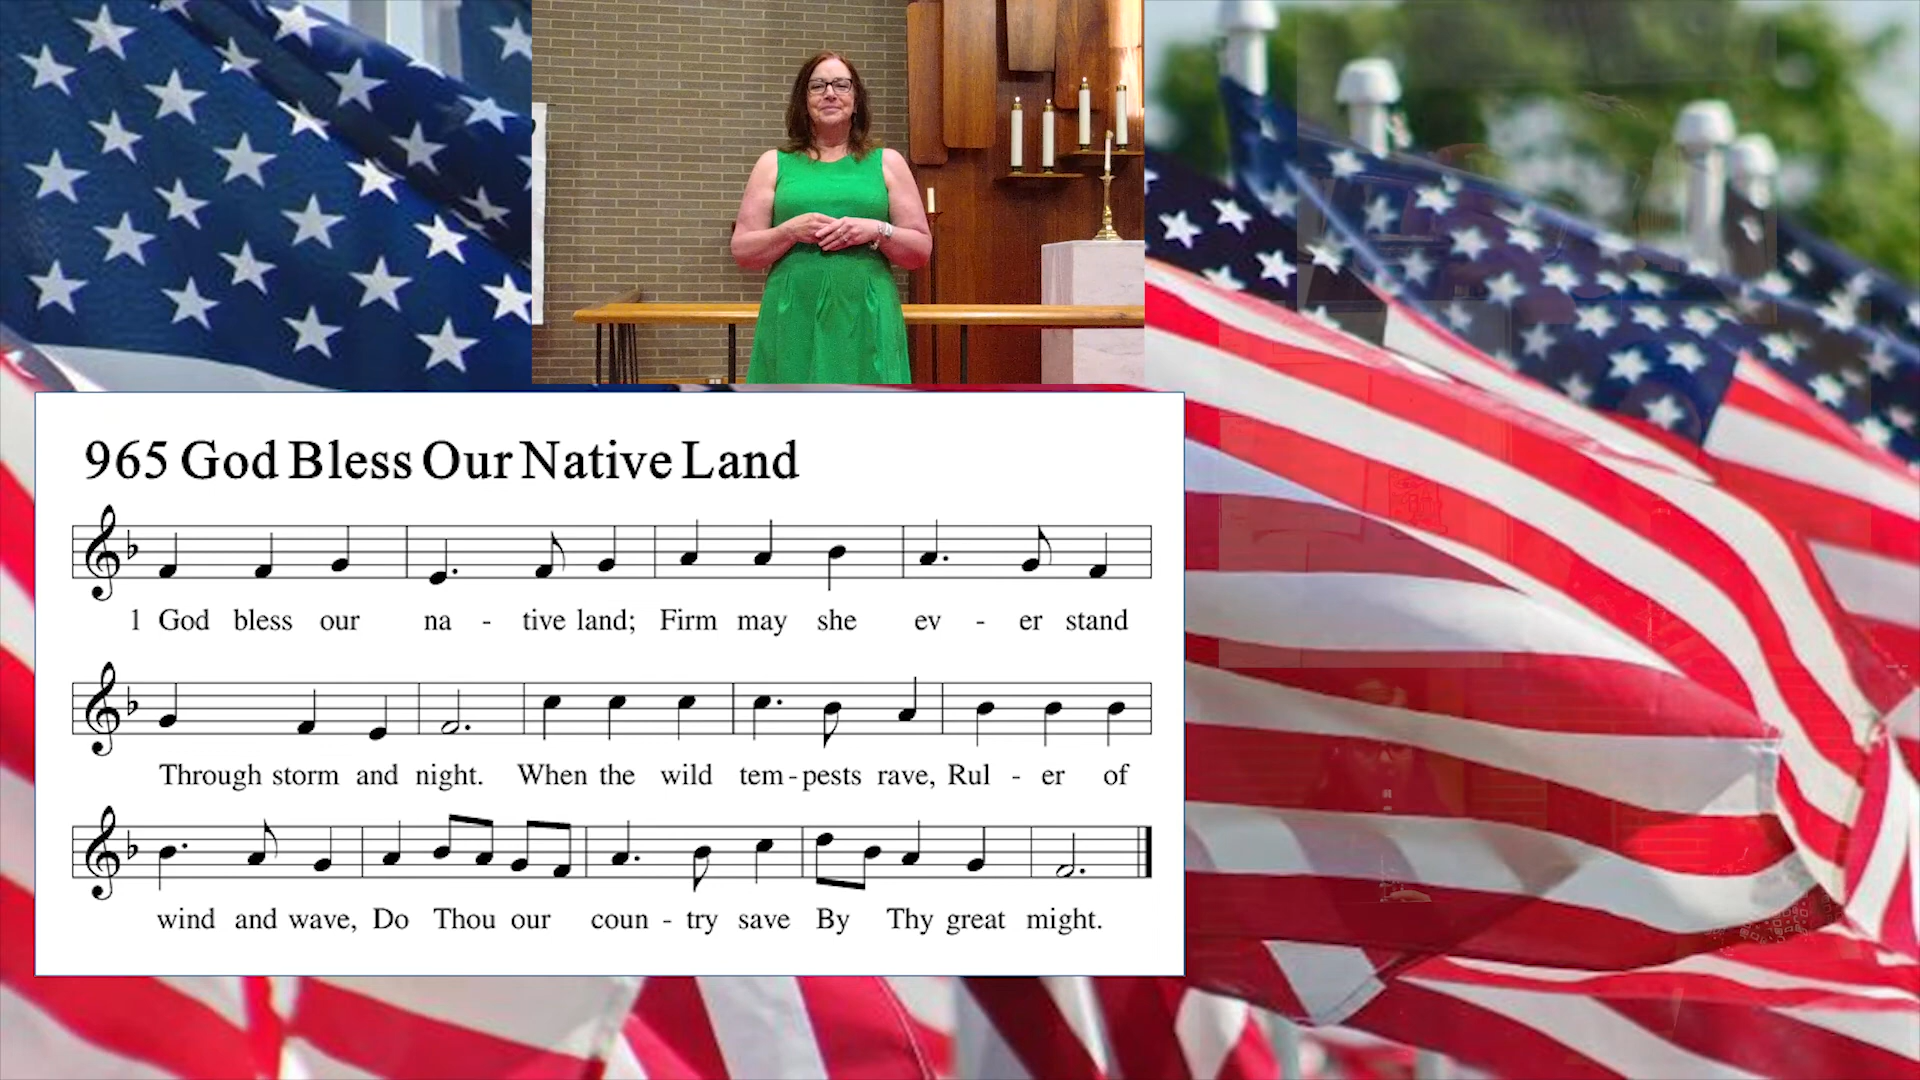 965 God Bless Our Native Land
1 God bless our na - tive land; Firm may she ev - er stand
Through storm and night. When the wild tem - pests rave, Rul - er of
wind and wave, Do Thou our coun - try save By Thy great might.